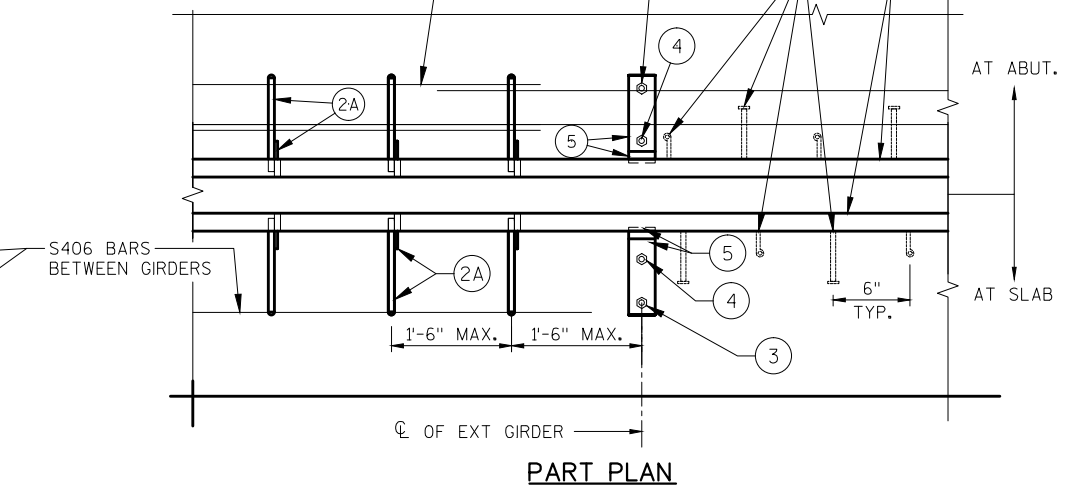 4
AT ABUT.
2A
5
S406 BARS
BETWEEN GIRDERS
5
2A
6"
AT SLAB
4
TYP.
1'-6" MAX.
1'-6" MAX.
3
℄ OF EXT GIRDER
PART PLAN